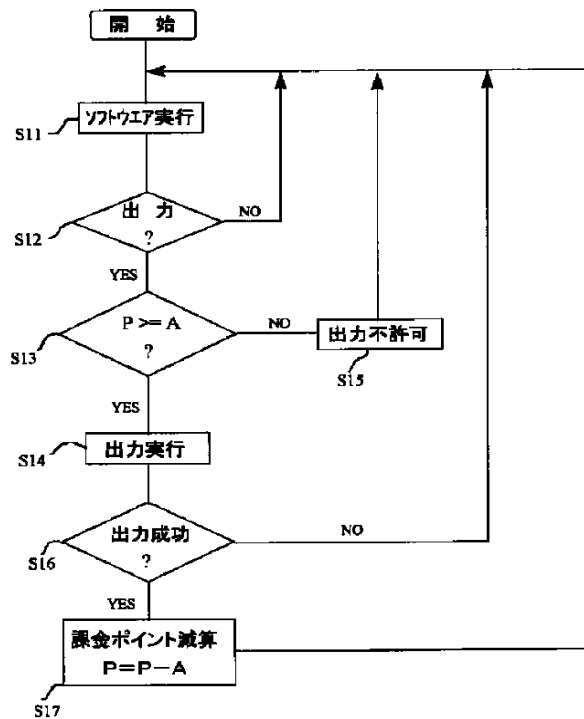 開 始
ソフトウエア実行
S11
出 力
?
NO
S12
YES
P >= A
?
NO
出力不許可
S13
S15
YES
出力実行
S14
出力成功
?
NO
S16
YES
課金ポイント減算
P=P-A
S17